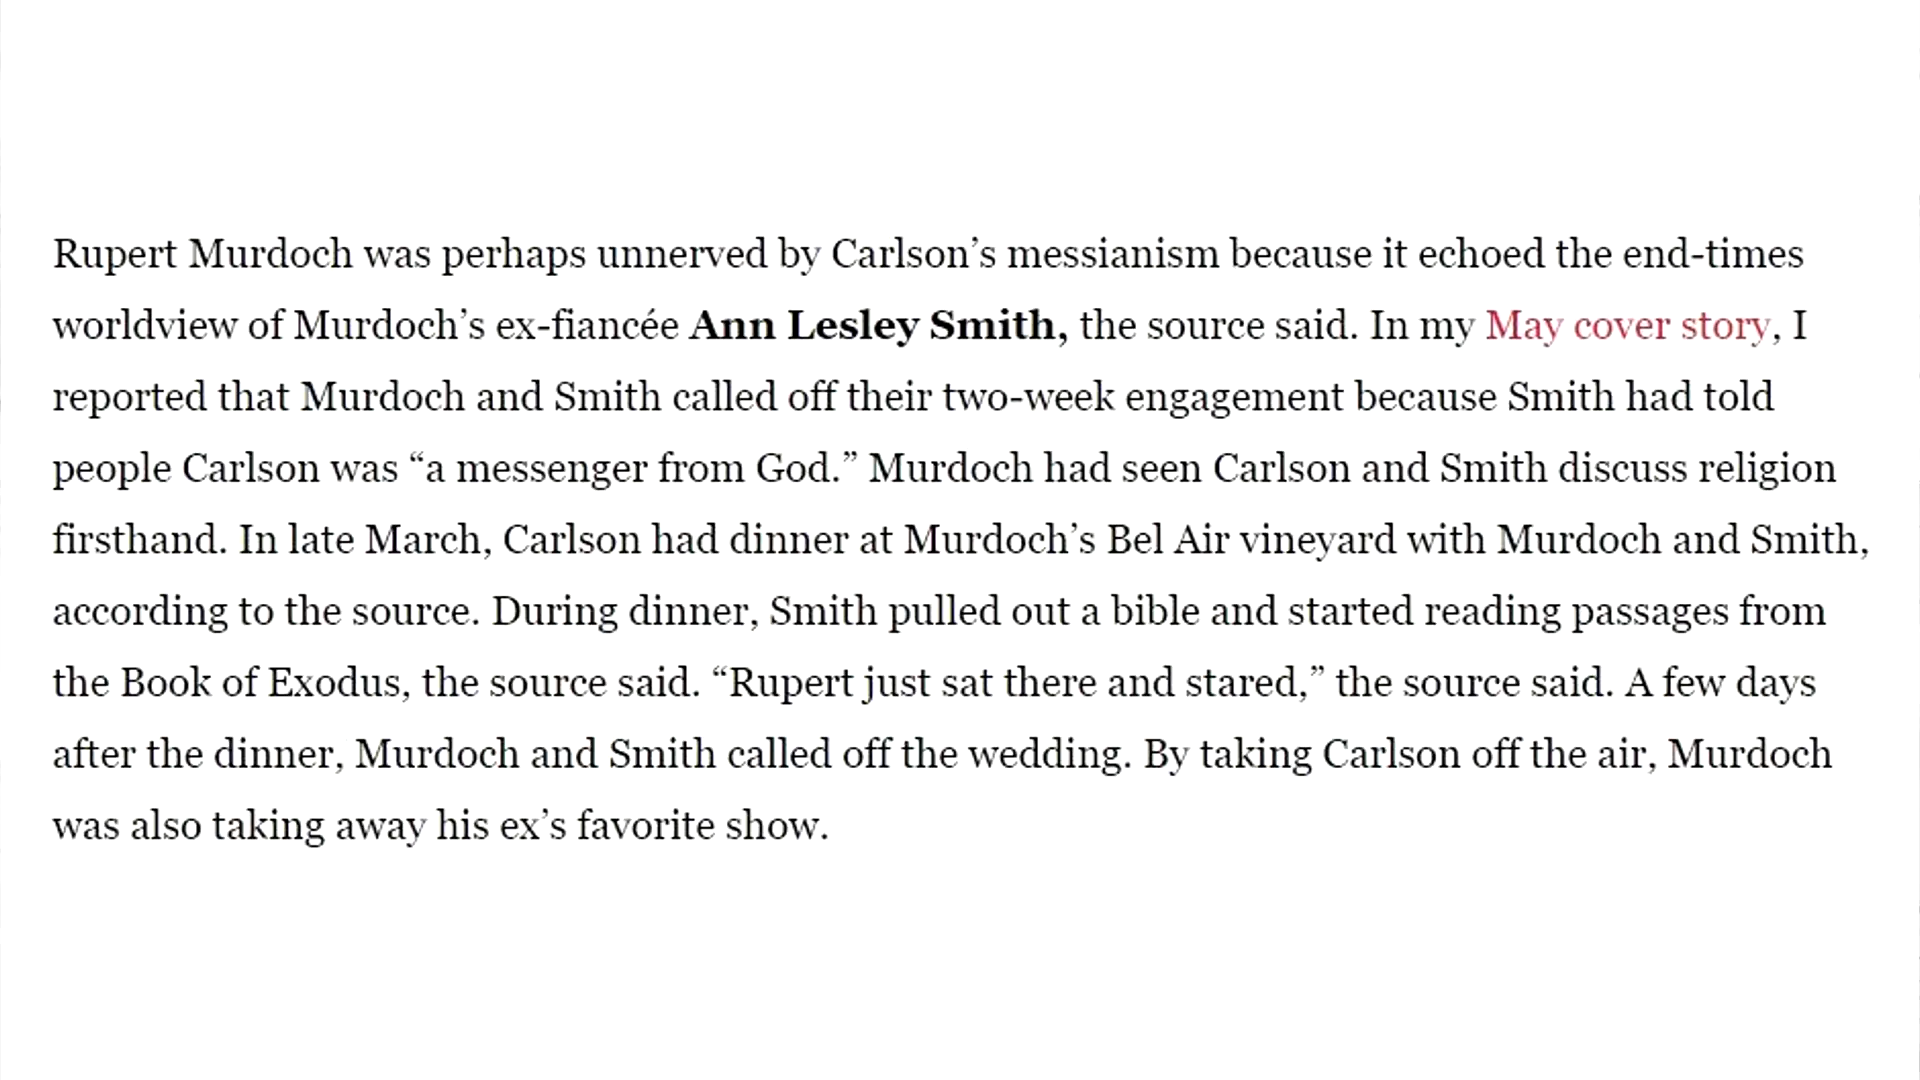 Rupert Murdoch was perhaps unnerved by Carlson’s messianism because it echoed the end-times
worldview of Murdoch’s ex-fiancée Ann Lesley Smith, the source said. In my May cover story, I
reported that Murdoch and Smith called off their two-week engagement because Smith had told
people Carlson was “a messenger from God.” Murdoch had seen Carlson and Smith discuss religion
firsthand. In late March, Carlson had dinner at Murdoch’s Bel Air vineyard with Murdoch and Smith,
according to the source. During dinner, Smith pulled out a bible and started reading passages from
the Book of Exodus, the source said. “Rupert just sat there and stared,” the source said. A few days
after the dinner, Murdoch and Smith called off the wedding. By taking Carlson off the air, Murdoch
was also taking away his ex’s favorite show.